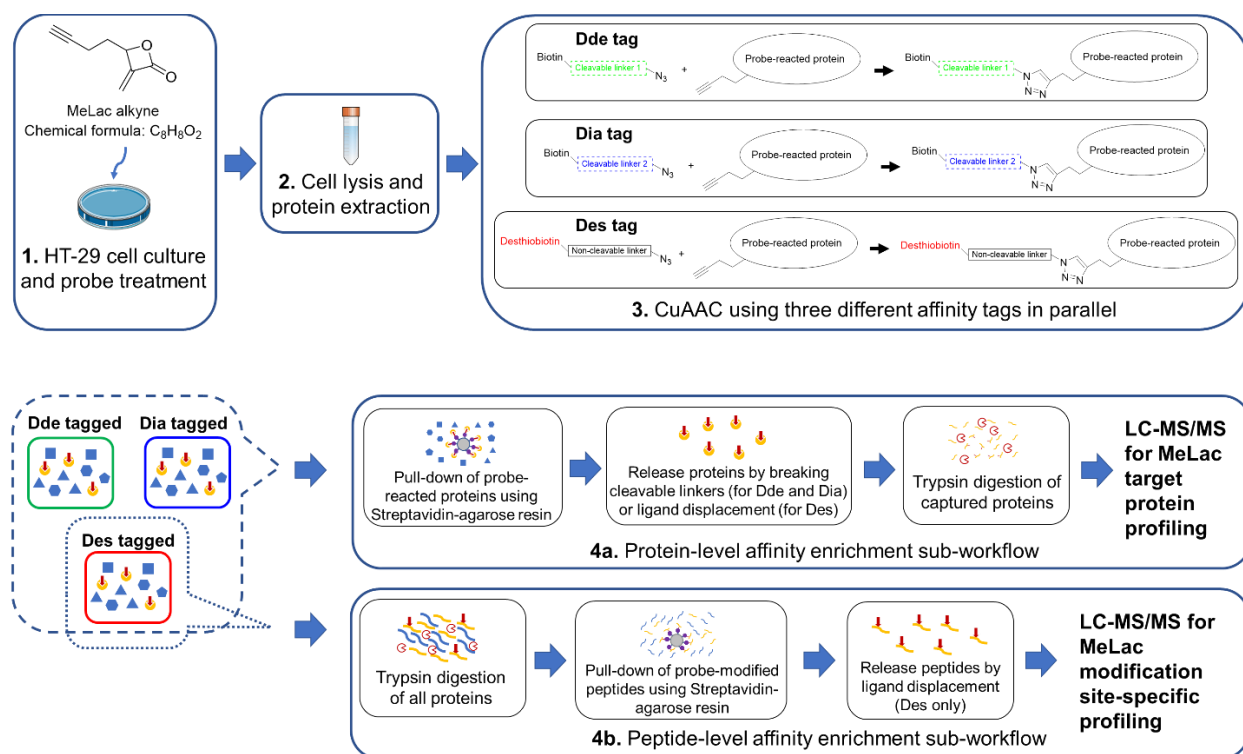 O
O
MeLac alkyne
Chemical formula: C₈H₈O₂
1. HT-29 cell culture
and probe treatment
2. Cell lysis and
protein extraction
Dde tag
Biotin
Cleavable linker 1
N₃
+
Probe-reacted protein
Biotin
Cleavable linker 1
N
N
N
Probe-reacted protein
Dia tag
Biotin
Cleavable linker 2
N₃
+
Probe-reacted protein
Biotin
Cleavable linker 2
N
N
N
Probe-reacted protein
Des tag
Desthiobiotin
Non-cleavable linker
N₃
+
Probe-reacted protein
Desthiobiotin
Non-cleavable linker
N
N
N
Probe-reacted protein
3. CuAAC using three different affinity tags in parallel
Dde tagged
Dia tagged
Des tagged
Pull-down of probe-
reacted proteins using
Streptavidin-agarose resin
Release proteins by breaking
cleavable linkers (for Dde and Dia)
or ligand displacement (for Des)
Trypsin digestion of
captured proteins
4a. Protein-level affinity enrichment sub-workflow
LC-MS/MS
for MeLac
target
protein
profiling
Trypsin digestion
of all proteins
Pull-down of probe-modified
peptides using Streptavidin-
agarose resin
Release peptides by
ligand displacement
(Des only)
4b. Peptide-level affinity enrichment sub-workflow
LC-MS/MS for
MeLac
modification
site-specific
profiling